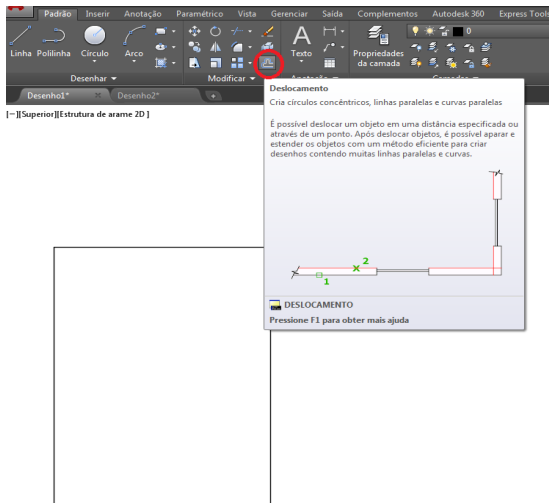 Padrão Inserir Anotação Paramétrico Vista Gerenciar Saída Complementos Autodesk 360 Express Tools
Linha Polilinha Círculo Arco Texto Propriedades da camada 0
Desenhar Modificar Anotação Camadas
Desenho1* Desenho2*
[−][Superior][Estrutura de arame 2D ]
Deslocamento
Cria círculos concêntricos, linhas paralelas e curvas paralelas
É possível deslocar um objeto em uma distância especificada ou
através de um ponto. Após deslocar objetos, é possível aparar e
estender os objetos com um método eficiente para criar
desenhos contendo muitas linhas paralelas e curvas.
2
1
DESLOCAMENTO
Pressione F1 para obter mais ajuda